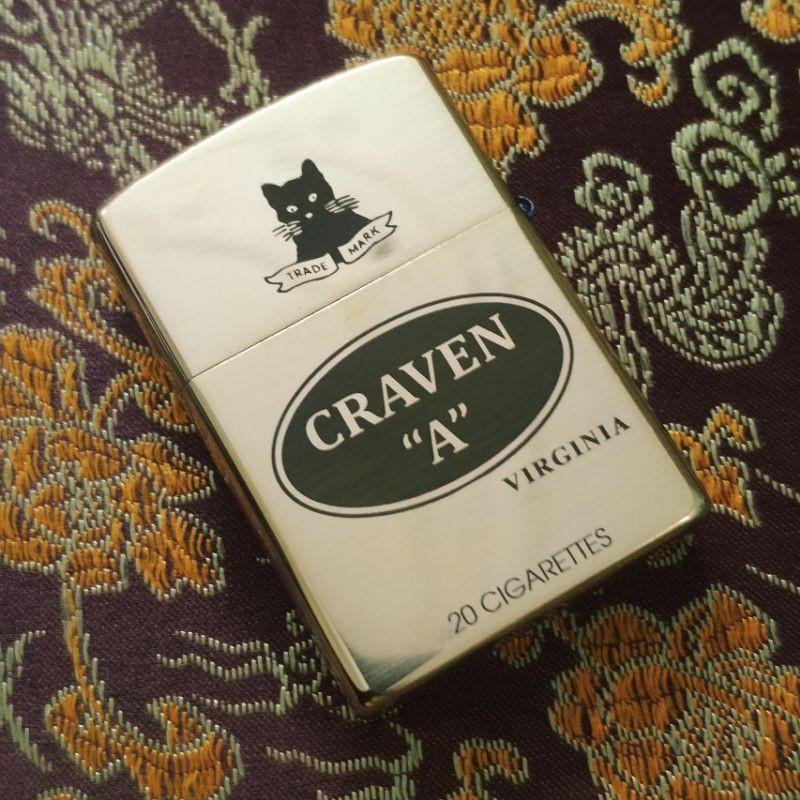 TRADE MARK
CRAVEN
“A”
VIRGINIA
20 CIGARETTES